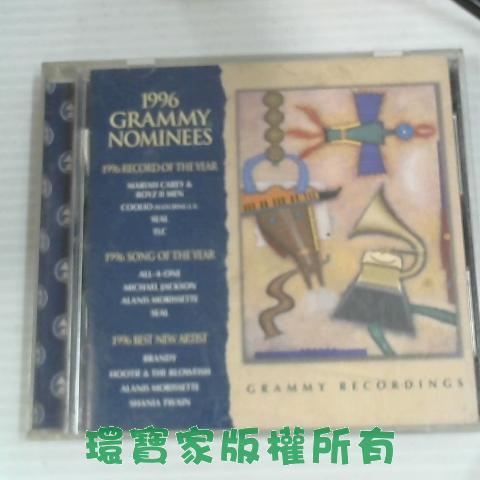 1996
GRAMMY
NOMINEES
1996 RECORD OF THE YEAR
MARIAH CAREY &
BOYZ II MEN
COOLIO FEATURING L.V.
SEAL
TLC
1996 SONG OF THE YEAR
ALL-4-ONE
MICHAEL JACKSON
ALANIS MORISSETTE
SEAL
1996 BEST NEW ARTIST
BRANDY
HOOTIE & THE BLOWFISH
ALANIS MORISSETTE
SHANIA TWAIN
GRAMMY RECORDINGS
環寶家版權所有